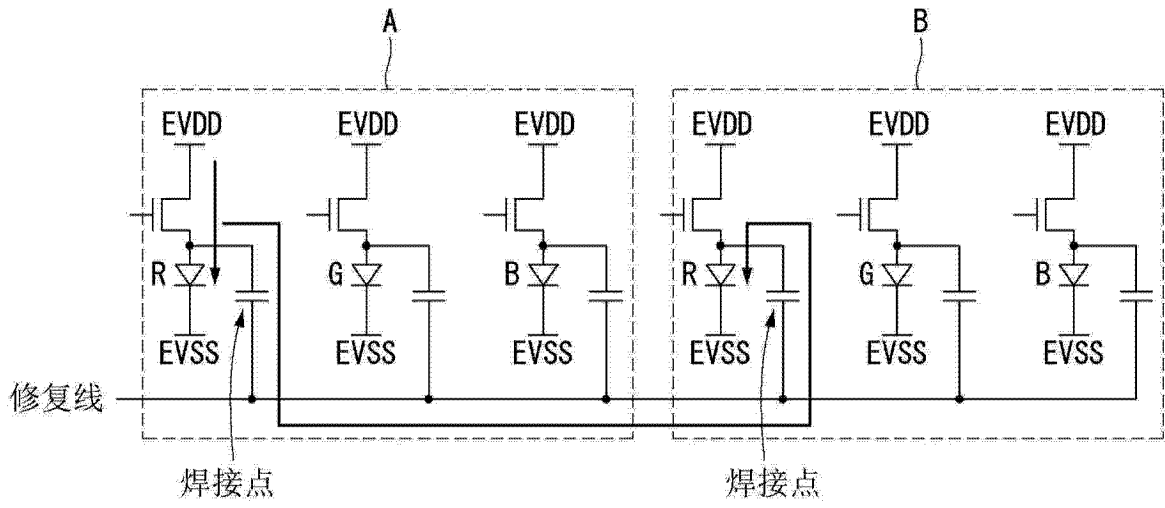 A B
EVDD EVDD EVDD EVDD EVDD EVDD
R G B R G B
EVSS EVSS EVSS EVSS EVSS EVSS
修复线
焊接点 焊接点